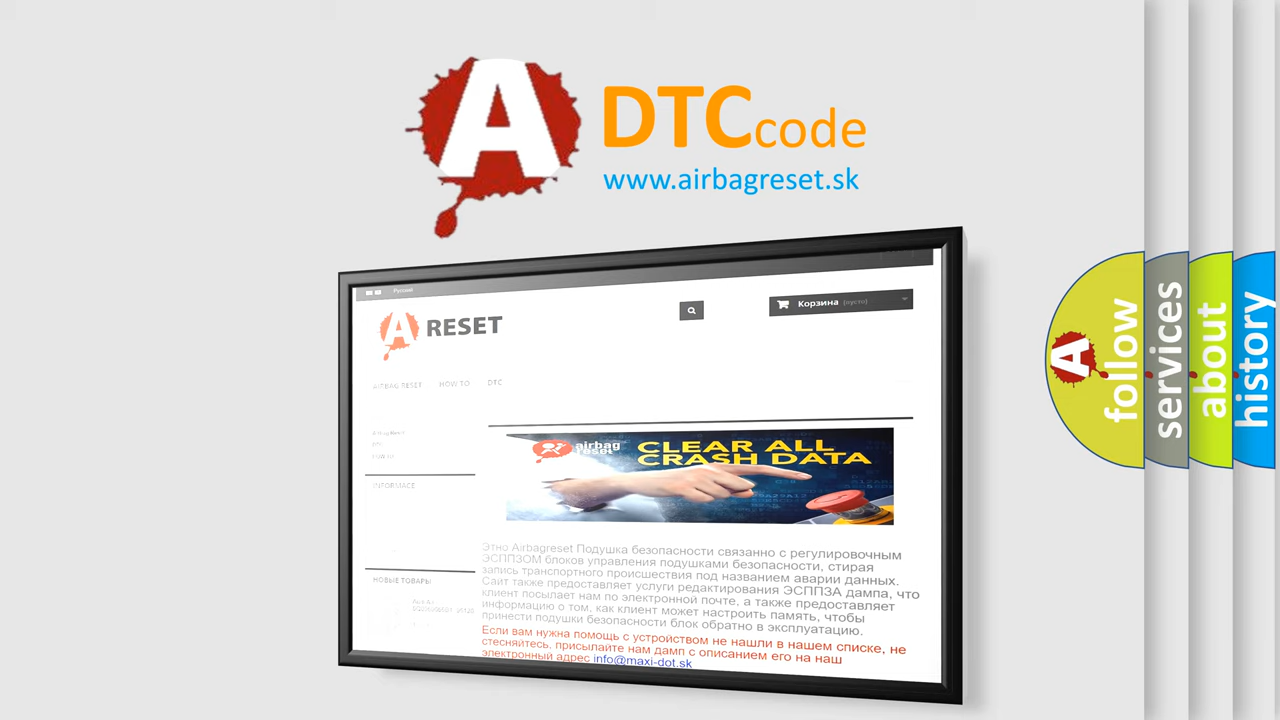 A
DTCcode
www.airbagreset.sk
Русский
A RESET
Корзина (пусто)
AIRBAG RESET HOW TO DTC
INFORMACE
НОВЫЕ ТОВАРЫ
airbag
reset
CLEAR ALL
CRASH DATA
Этно Airbagreset Подушка безопасности связанно с регулировочным
ЭСППЗОМ блоков управления подушками безопасности, стирая
запись транспортного происшествия под названием аварии данных.
Сайт также предоставляет услуги редактирования ЭСППЗА дампа, что
клиент посылает нам по электронной почте, а также предоставляет
информацию о том, как клиент может настроить память, чтобы
принести подушки безопасности блок обратно в эксплуатацию.
Если вам нужна помощь с устройством не нашли в нашем списке, не
стесняйтесь, присылайте нам дамп с описанием его на наш
электронный адрес info@maxi-dot.sk
A
follow
services
about
history